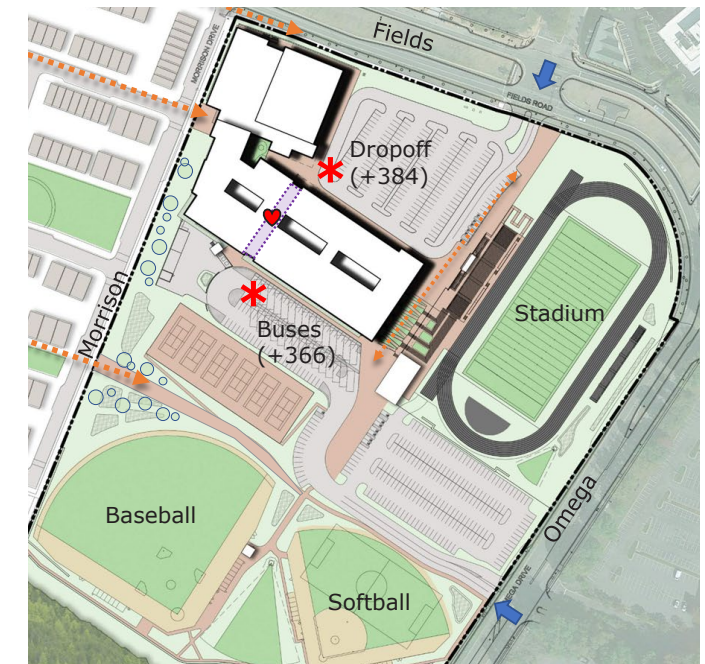 Fields
MORRISON DRIVE
FIELDS ROAD
Dropoff
(+384)
Stadium
Buses
(+366)
Morrison
Omega
Baseball
Softball